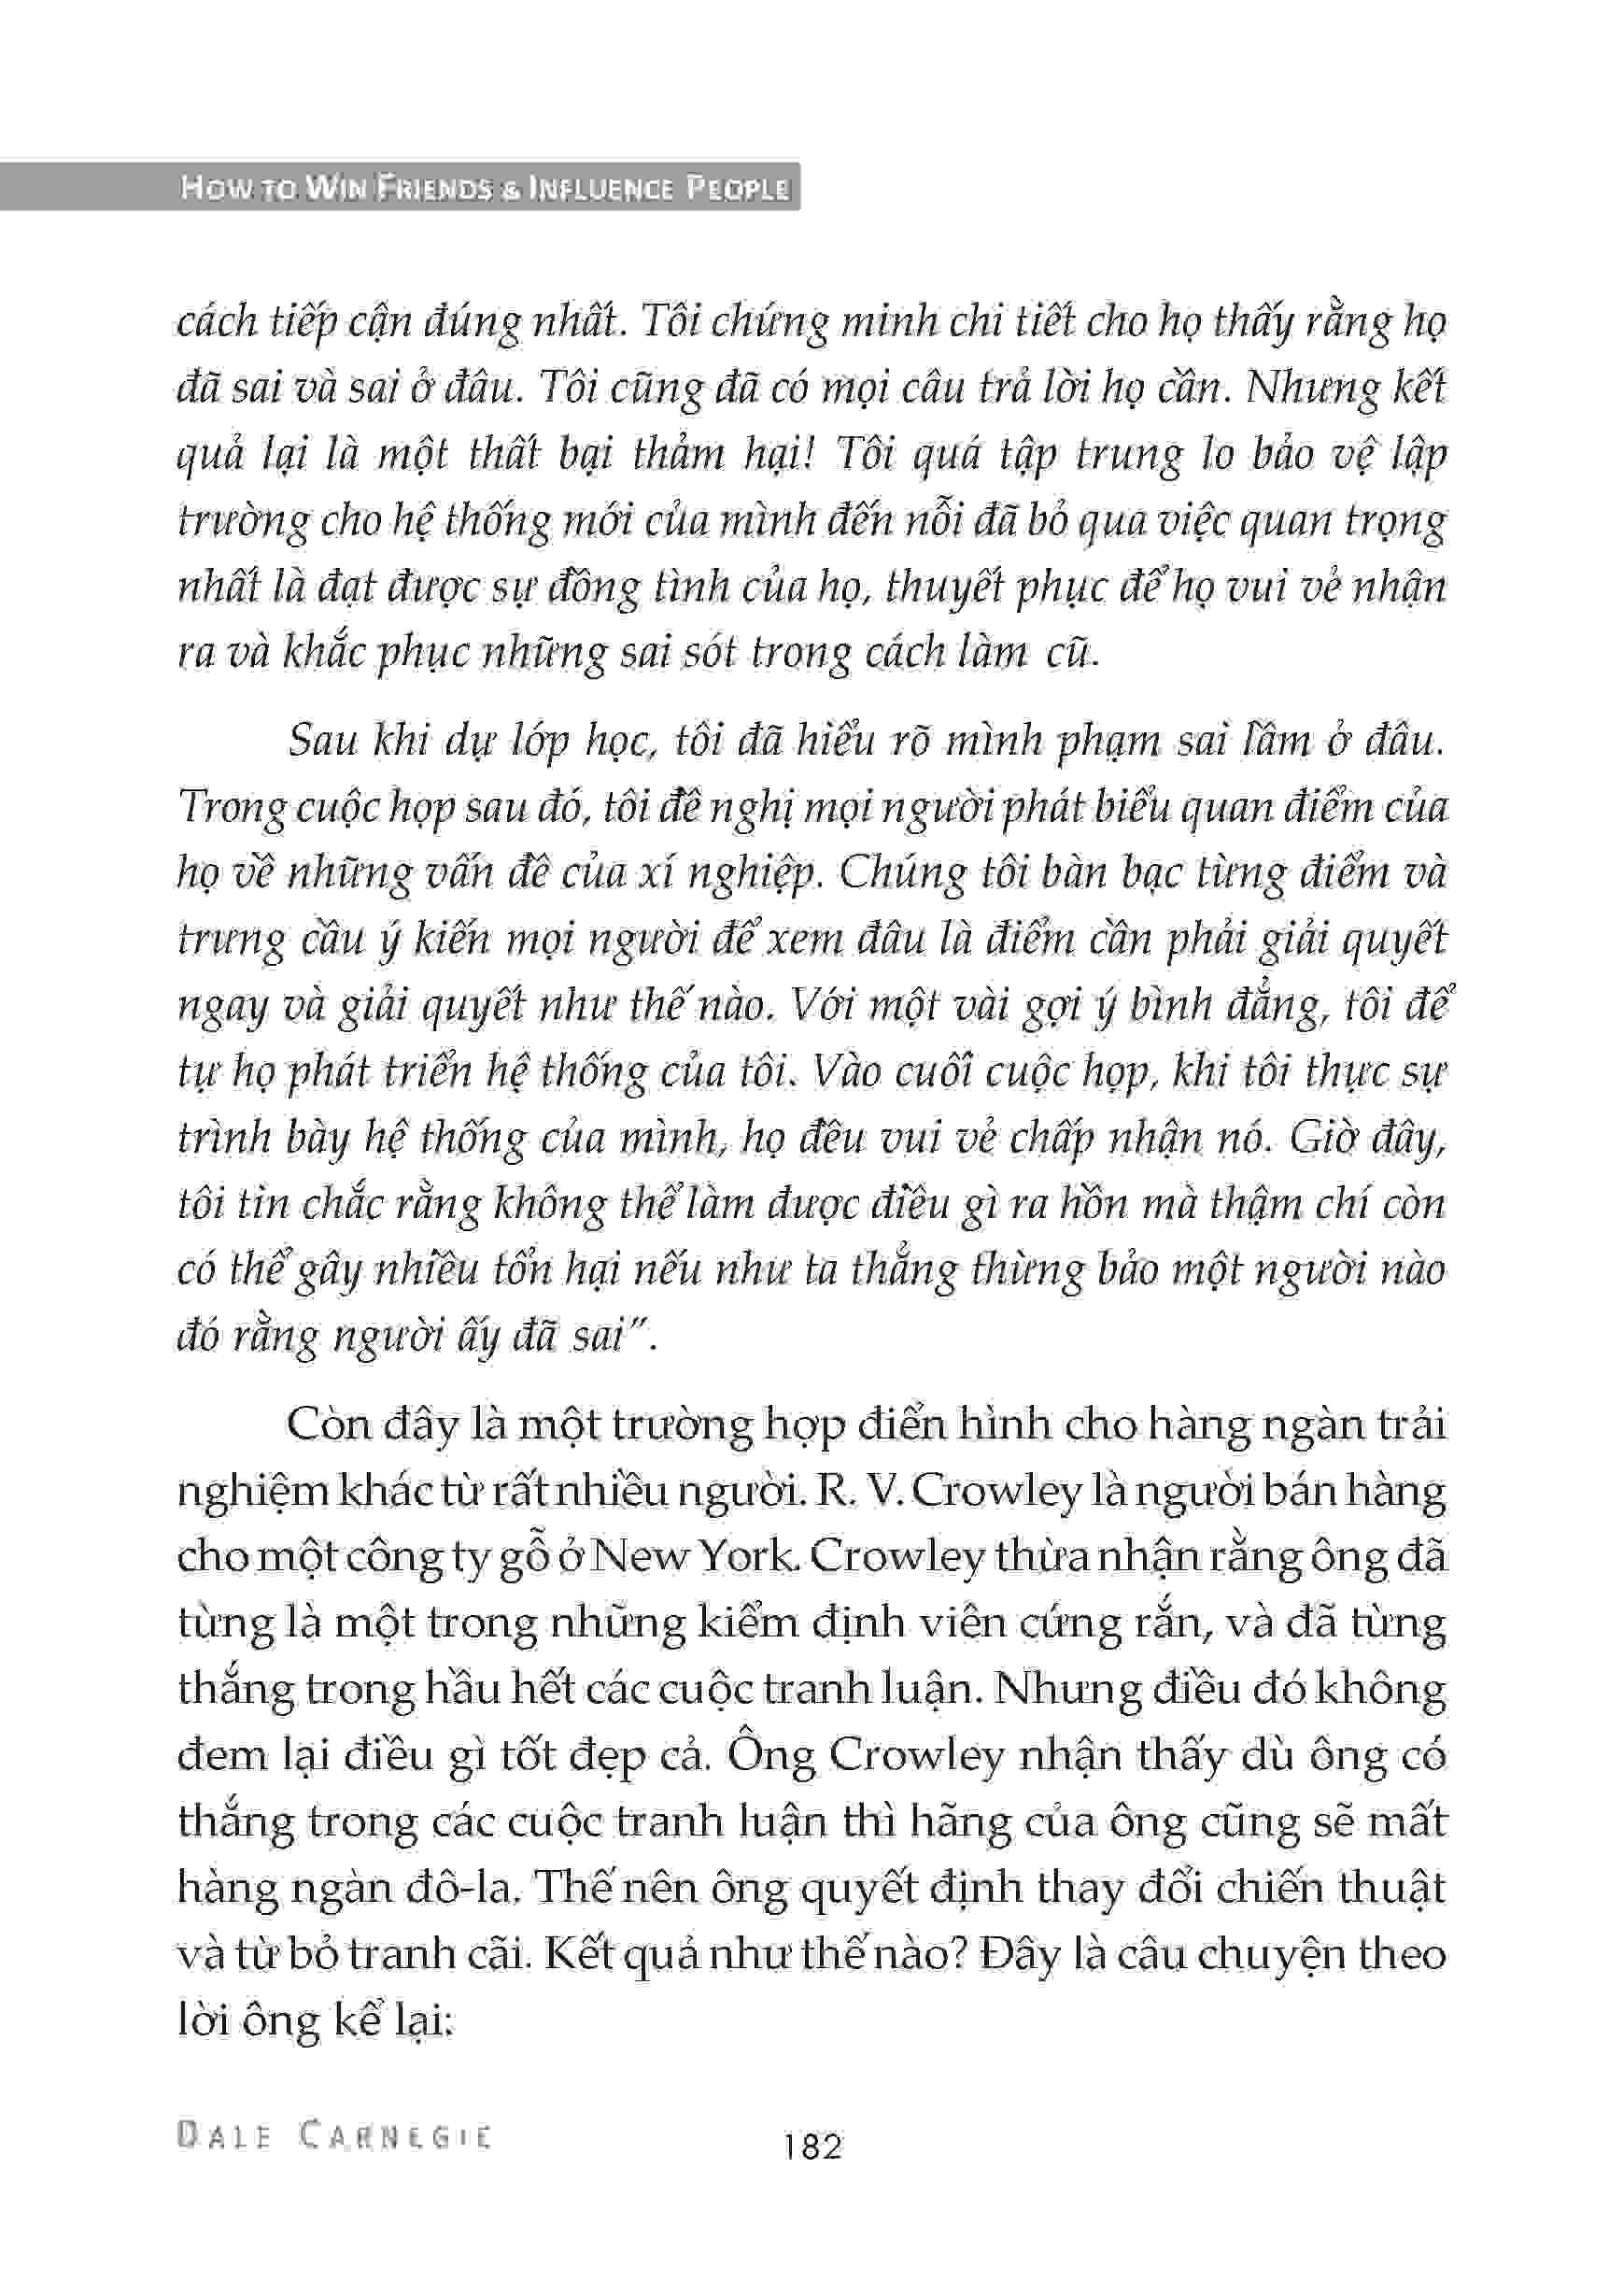 HOW TO WIN FRIENDS & INFLUENCE PEOPLE
cách tiếp cận đúng nhất. Tôi chứng minh chi tiết cho họ thấy rằng họ
đã sai và sai ở đâu. Tôi cũng đã có mọi câu trả lời họ cần. Nhưng kết
quả lại là một thất bại thảm hại! Tôi quá tập trung lo bảo vệ lập
trường cho hệ thống mới của mình đến nỗi đã bỏ qua việc quan trọng
nhất là đạt được sự đồng tình của họ, thuyết phục để họ vui vẻ nhận
ra và khắc phục những sai sót trong cách làm cũ.
Sau khi dự lớp học, tôi đã hiểu rõ mình phạm sai lầm ở đâu.
Trong cuộc họp sau đó, tôi đề nghị mọi người phát biểu quan điểm của
họ về những vấn đề của xí nghiệp. Chúng tôi bàn bạc từng điểm và
trưng cầu ý kiến mọi người để xem đâu là điểm cần phải giải quyết
ngay và giải quyết như thế nào. Với một vài gợi ý bình đẳng, tôi để
tự họ phát triển hệ thống của tôi. Vào cuối cuộc họp, khi tôi thực sự
trình bày hệ thống của mình, họ đều vui vẻ chấp nhận nó. Giờ đây,
tôi tin chắc rằng không thể làm được điều gì ra hồn mà thậm chí còn
có thể gây nhiều tổn hại nếu như ta thẳng thừng bảo một người nào
đó rằng người ấy đã sai”.
Còn đây là một trường hợp điển hình cho hàng ngàn trải
nghiệm khác từ rất nhiều người. R. V. Crowley là người bán hàng
cho một công ty gỗ ở New York. Crowley thừa nhận rằng ông đã
từng là một trong những kiểm định viên cứng rắn, và đã từng
thắng trong hầu hết các cuộc tranh luận. Nhưng điều đó không
đem lại điều gì tốt đẹp cả. Ông Crowley nhận thấy dù ông có
thắng trong các cuộc tranh luận thì hãng của ông cũng sẽ mất
hàng ngàn đô-la. Thế nên ông quyết định thay đổi chiến thuật
và từ bỏ tranh cãi. Kết quả như thế nào? Đây là câu chuyện theo
lời ông kể lại:
DALE CARNEGIE
182